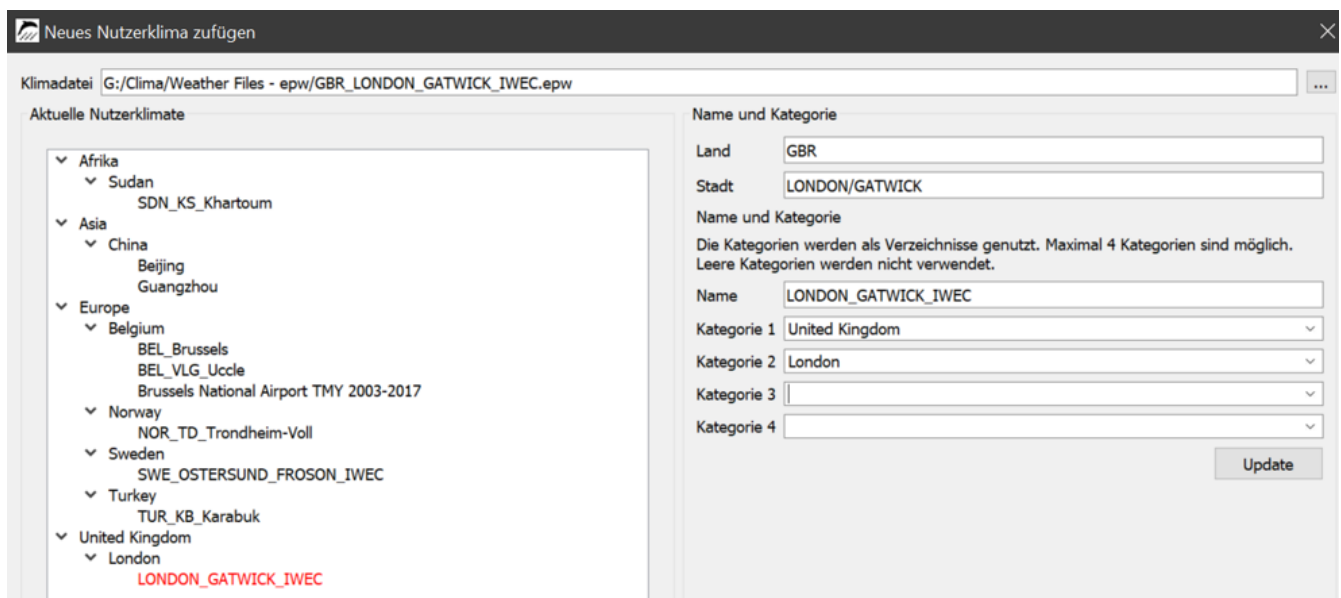 Neues Nutzerklima zufügen
Klimadatei G:/Clima/Weather Files - epw/GBR_LONDON_GATWICK_IWEC.epw ...
Aktuelle Nutzerklimate
Afrika
Sudan
SDN_KS_Khartoum
Asia
China
Beijing
Guangzhou
Europe
Belgium
BEL_Brussels
BEL_VLG_Uccle
Brussels National Airport TMY 2003-2017
Norway
NOR_TD_Trondheim-Voll
Sweden
SWE_OSTERSUND_FROSON_IWEC
Turkey
TUR_KB_Karabuk
United Kingdom
London
LONDON_GATWICK_IWEC
Name und Kategorie
Land GBR
Stadt LONDON/GATWICK
Name und Kategorie
Die Kategorien werden als Verzeichnisse genutzt. Maximal 4 Kategorien sind möglich.
Leere Kategorien werden nicht verwendet.
Name LONDON_GATWICK_IWEC
Kategorie 1 United Kingdom
Kategorie 2 London
Kategorie 3
Kategorie 4
Update